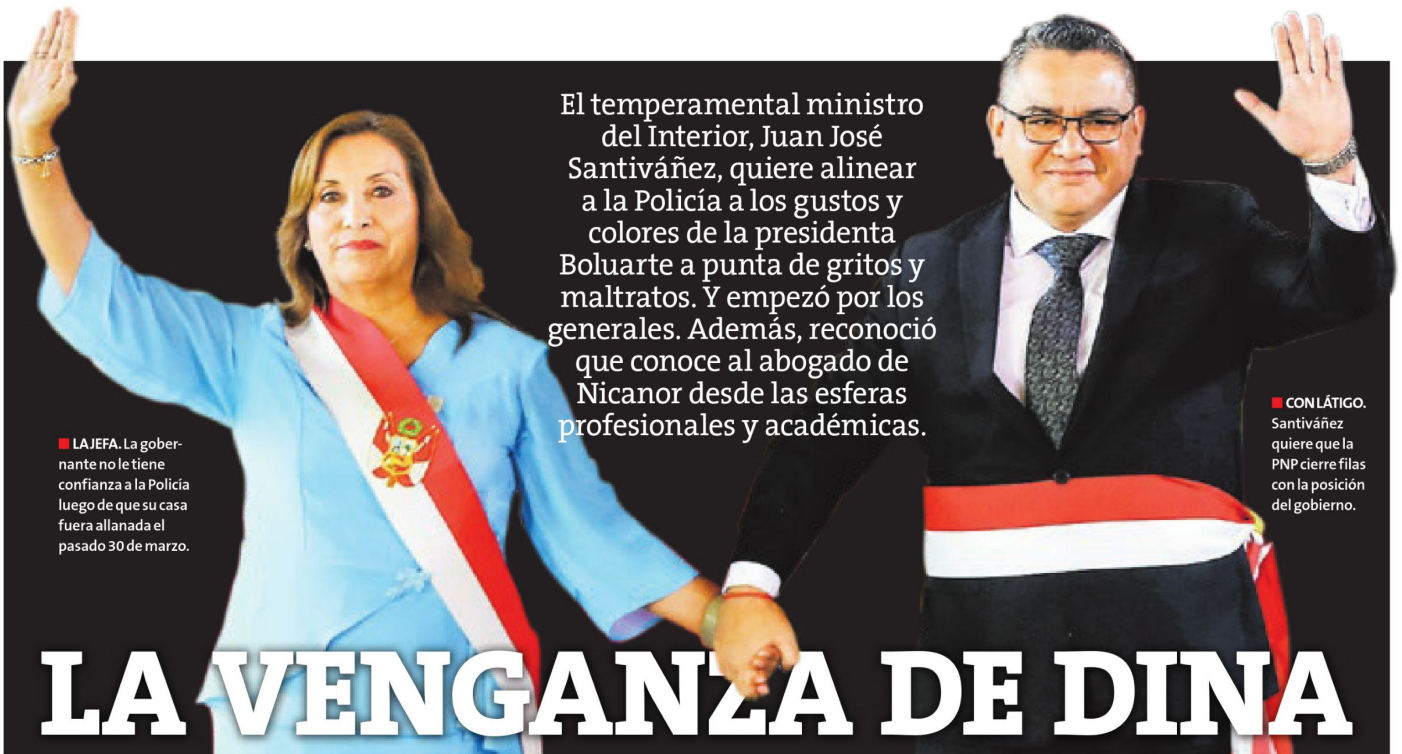 El temperamental ministro
del Interior, Juan José
Santiváñez, quiere alinear
a la Policía a los gustos y
colores de la presidenta
Boluarte a punta de gritos y
maltratos. Y empezó por los
generales. Además, reconoció
que conoce al abogado de
Nicanor desde las esferas
profesionales y académicas.
LA JEFA. La gober-
nante no le tiene
confianza a la Policía
luego de que su casa
fuera allanada el
pasado 30 de marzo.
CON LÁTIGO.
Santiváñez
quiere que la
PNP cierre filas
con la posición
del gobierno.
LA VENGANZA DE DINA